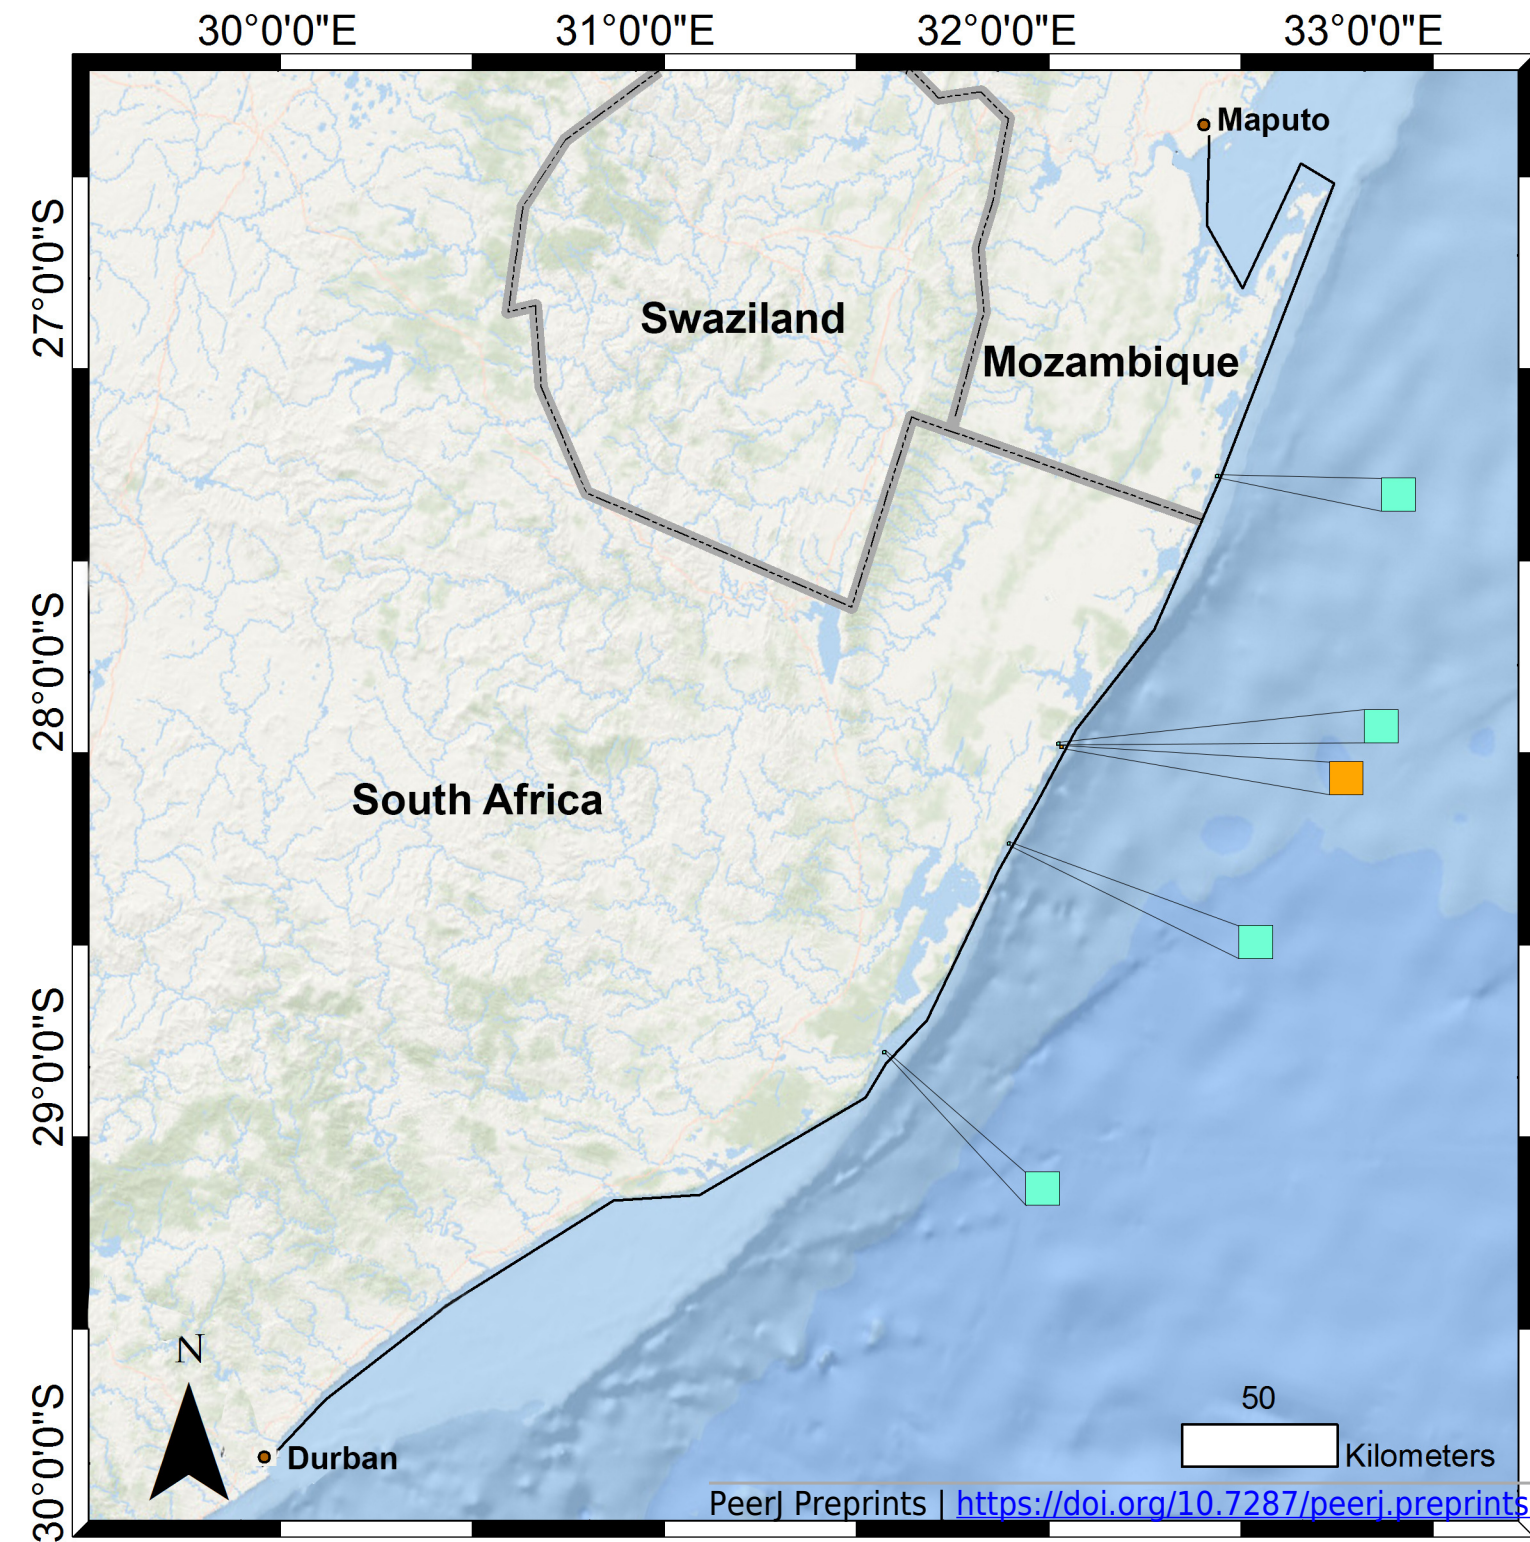 30°0'0"E 31°0'0"E 32°0'0"E 33°0'0"E
Maputo
27°0'0"S
Swaziland
Mozambique
28°0'0"S
South Africa
29°0'0"S
N
50
Kilometers
Durban
30°0'0"S
PeerJ Preprints | https://doi.org/10.7287/peerj.preprints